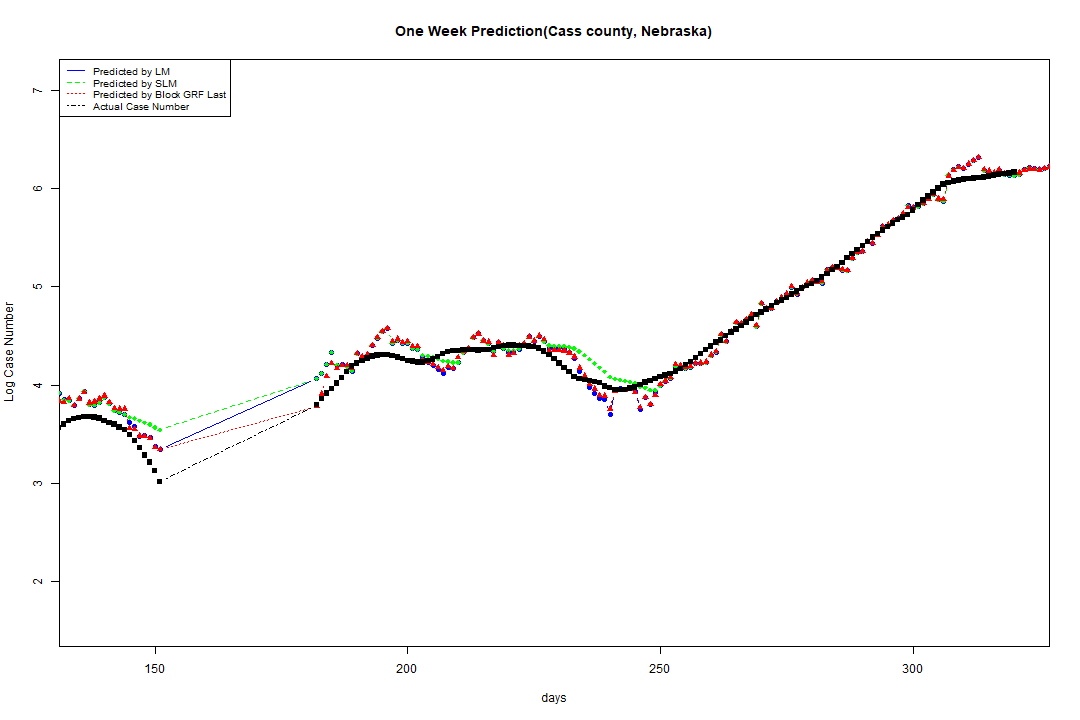 One Week Prediction(Cass county, Nebraska)
Predicted by LM
Predicted by SLM
Predicted by Block GRF Last
Actual Case Number
7
6
5
4
3
2
Log Case Number
150
200
250
300
days